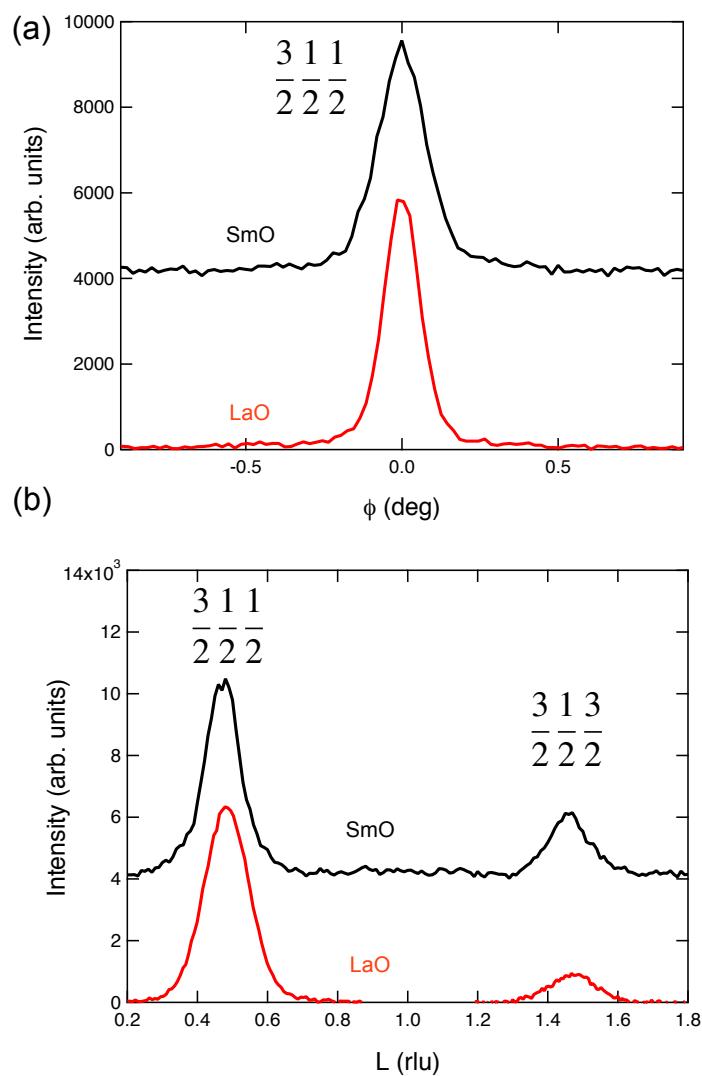 (a)
10000
8000
6000
4000
2000
0
3/2 1/2 1/2
SmO
LaO
Intensity (arb. units)
-0.5 0.0 0.5
ϕ (deg)
(b)
14x10³
12
10
8
6
4
2
0
3/2 1/2 1/2
3/2 1/2 3/2
SmO
LaO
Intensity (arb. units)
0.2 0.4 0.6 0.8 1.0 1.2 1.4 1.6 1.8
L (rlu)